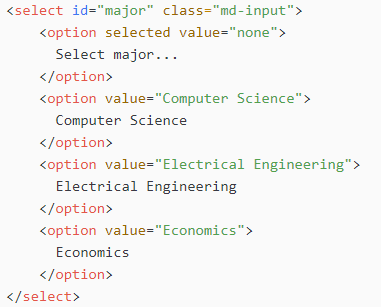 <select id="major" class="md-input">
    <option selected value="none">
      Select major...
    </option>
    <option value="Computer Science">
      Computer Science
    </option>
    <option value="Electrical Engineering">
      Electrical Engineering
    </option>
    <option value="Economics">
      Economics
    </option>
</select>